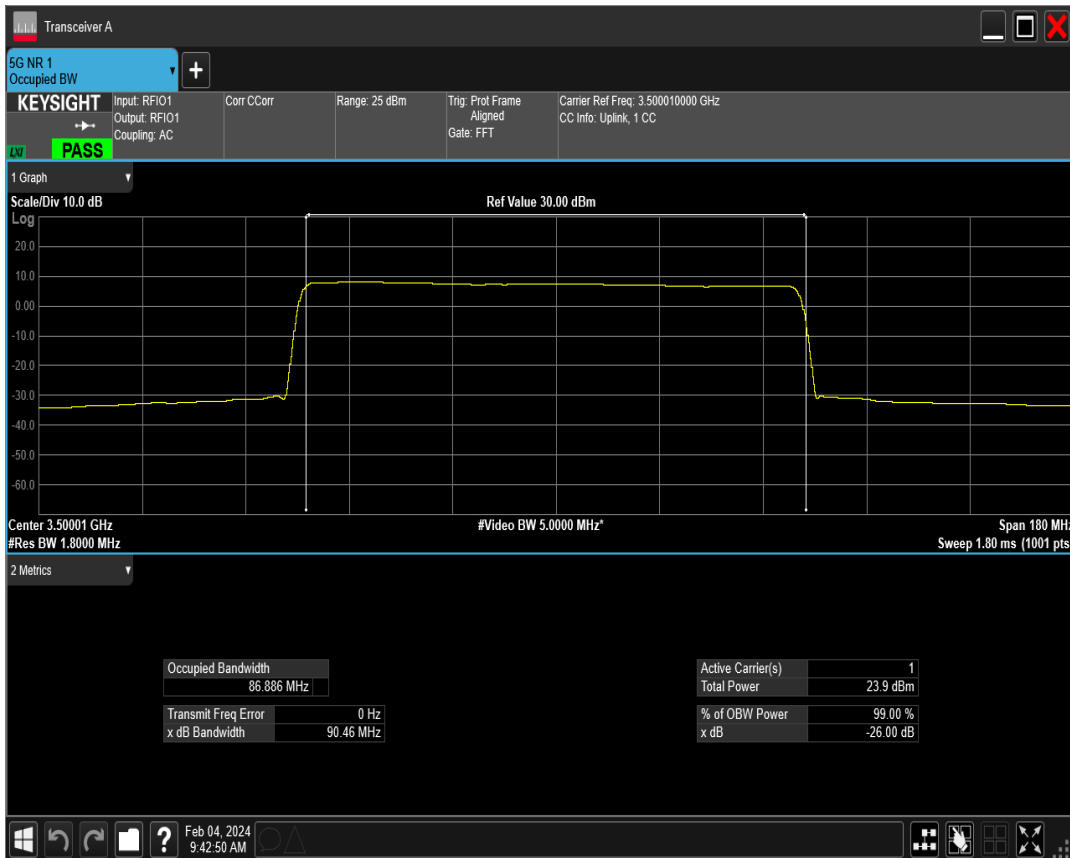 Transceiver A
5G NR 1
Occupied BW
KEYSIGHT
Input: RFIO1
Output: RFIO1
Coupling: AC
Corr CCorr
Range: 25 dBm
Trig: Prot Frame
Aligned
Gate: FFT
Carrier Ref Freq: 3.500010000 GHz
CC Info: Uplink, 1 CC
LXI
PASS
1 Graph
Scale/Div 10.0 dB
Ref Value 30.00 dBm
Log
20.0
10.0
0.00
-10.0
-20.0
-30.0
-40.0
-50.0
-60.0
Center 3.50001 GHz
#Video BW 5.0000 MHz*
Span 180 MHz
#Res BW 1.8000 MHz
Sweep 1.80 ms (1001 pts
2 Metrics
Occupied Bandwidth
86.886 MHz
Transmit Freq Error 0 Hz
x dB Bandwidth 90.46 MHz
Active Carrier(s) 1
Total Power 23.9 dBm
% of OBW Power 99.00 %
x dB -26.00 dB
?
Feb 04, 2024
9:42:50 AM